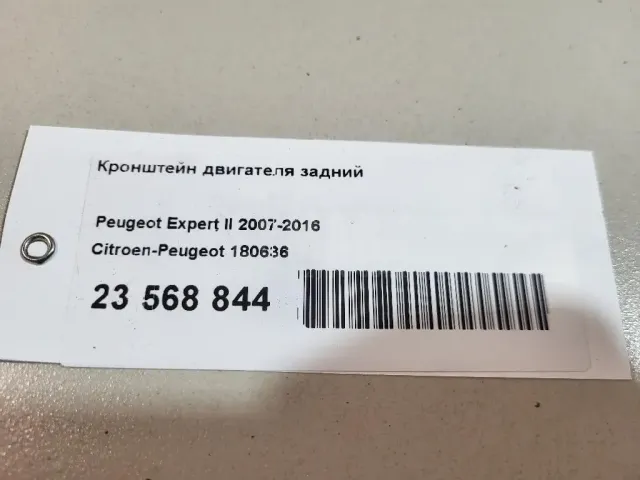 Кронштейн двигателя задний
Peugeot Expert II 2007-2016
Citroen-Peugeot 180636
23 568 844